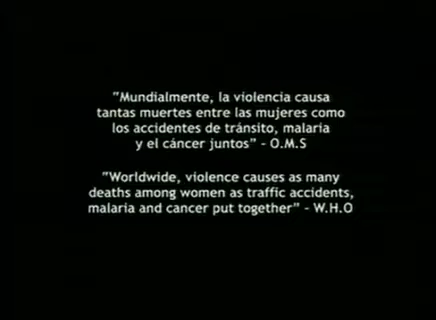 “Mundialmente, la violencia causa
tantas muertes entre las mujeres como
los accidentes de tránsito, malaria
y el cáncer juntos” - O.M.S
“Worldwide, violence causes as many
deaths among women as traffic accidents,
malaria and cancer put together” - W.H.O